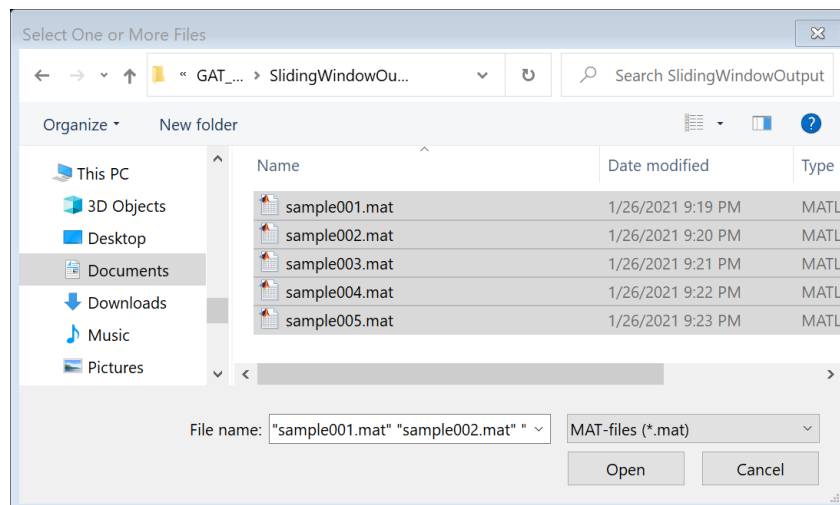 Select One or More Files
« GAT_... > SlidingWindowOu... Search SlidingWindowOutput
Organize New folder
Name Date modified Type
This PC
3D Objects
Desktop
Documents
Downloads
Music
Pictures
sample001.mat 1/26/2021 9:19 PM MATL
sample002.mat 1/26/2021 9:20 PM MATL
sample003.mat 1/26/2021 9:21 PM MATL
sample004.mat 1/26/2021 9:22 PM MATL
sample005.mat 1/26/2021 9:23 PM MATL
File name: "sample001.mat" "sample002.mat" " MAT-files (*.mat)
Open Cancel